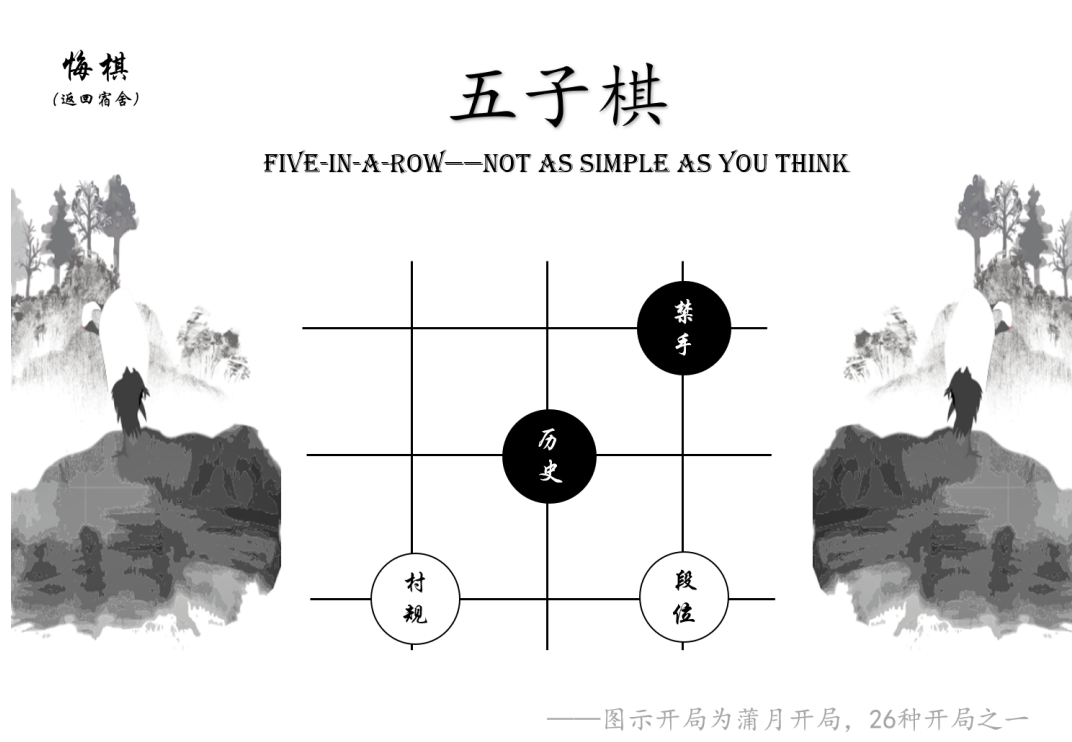 悔棋
（返回宿舍）
五子棋
FIVE-IN-A-ROW——NOT AS SIMPLE AS YOU THINK
禁手
历史
村规
段位
——图示开局为蒲月开局，26种开局之一